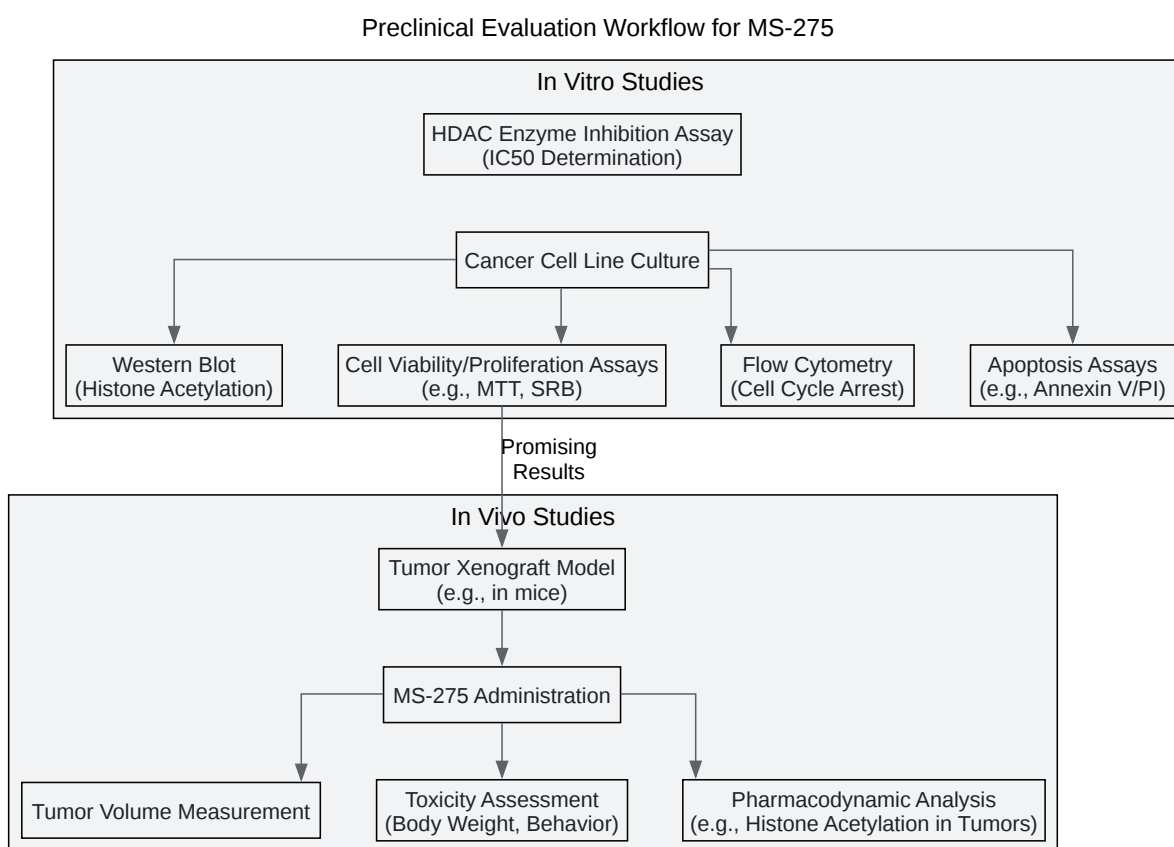 Preclinical Evaluation Workflow for MS-275
In Vitro Studies
HDAC Enzyme Inhibition Assay
(IC50 Determination)
Cancer Cell Line Culture
Western Blot
(Histone Acetylation)
Cell Viability/Proliferation Assays
(e.g., MTT, SRB)
Flow Cytometry
(Cell Cycle Arrest)
Apoptosis Assays
(e.g., Annexin V/PI)
Promising
Results
In Vivo Studies
Tumor Xenograft Model
(e.g., in mice)
MS-275 Administration
Tumor Volume Measurement
Toxicity Assessment
(Body Weight, Behavior)
Pharmacodynamic Analysis
(e.g., Histone Acetylation in Tumors)